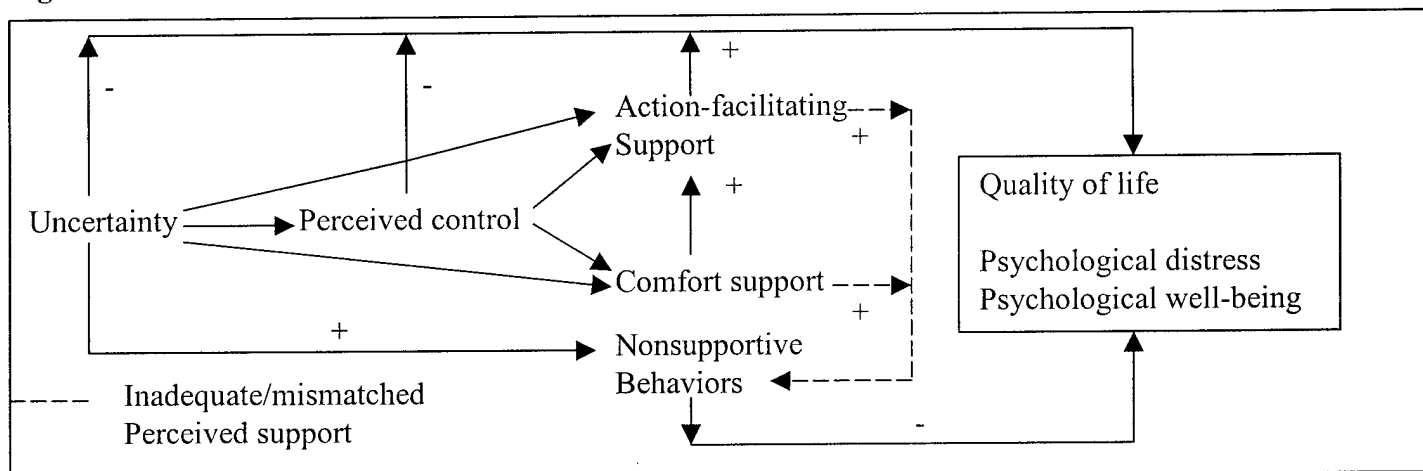 -
-
+
Action-facilitating
Support
+
+
Uncertainty
Perceived control
Comfort support
+
+
Nonsupportive
Behaviors
-
Quality of life
Psychological distress
Psychological well-being
Inadequate/mismatched
Perceived support